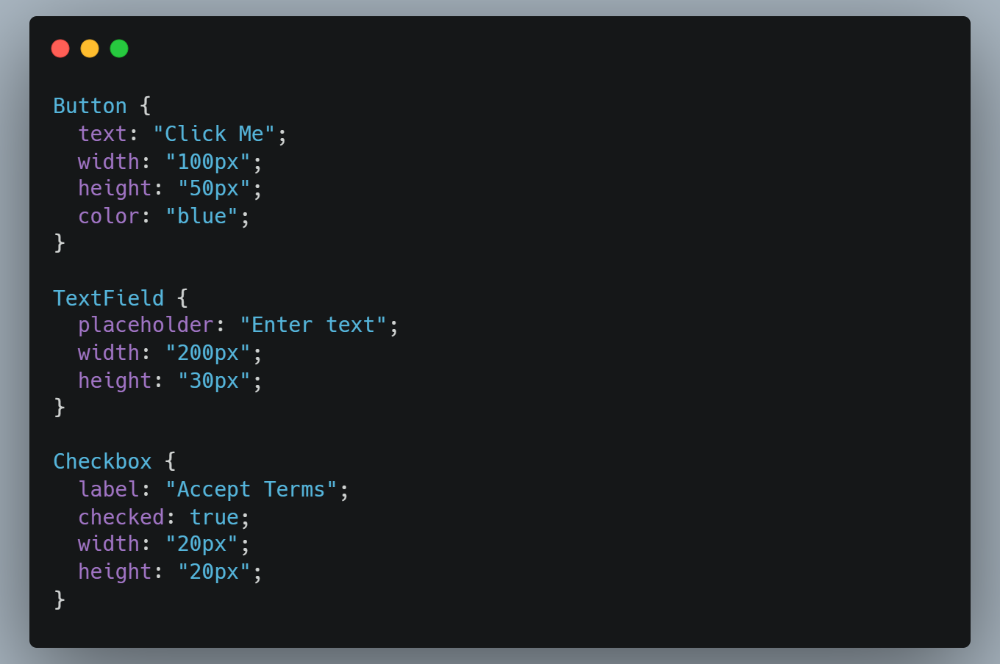 Button {
  text: "Click Me";
  width: "100px";
  height: "50px";
  color: "blue";
}

TextField {
  placeholder: "Enter text";
  width: "200px";
  height: "30px";
}

Checkbox {
  label: "Accept Terms";
  checked: true;
  width: "20px";
  height: "20px";
}